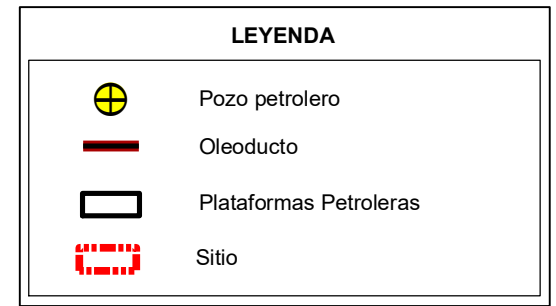 LEYENDA
Pozo petrolero
Oleoducto
Plataformas Petroleras
Sitio